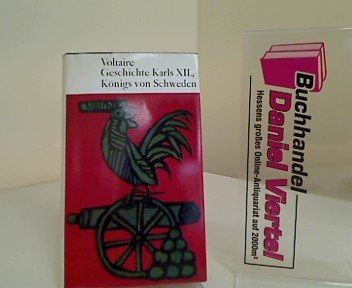 Voltaire
Geschichte Karls XII.,
Königs von Schweden
Buchhandel
Daniel Viertel
Hessens großes Online-Antiquariat auf 2000m²